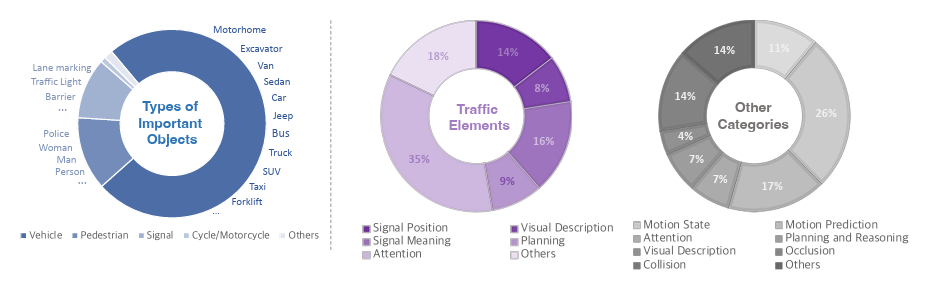 Motorhome
Excavator
Van
Sedan
Car
Jeep
Bus
Truck
SUV
Taxi
Forklift
...
Lane marking
Traffic Light
Barrier
...
Police
Woman
Man
Person
...
Types of
Important
Objects
Vehicle Pedestrian Signal Cycle/Motorcycle Others
14%
8%
16%
9%
35%
18%
Traffic
Elements
Signal Position Visual Description
Signal Meaning Planning
Attention Others
11%
26%
17%
7%
7%
4%
14%
14%
Other
Categories
Motion State Motion Prediction
Attention Planning and Reasoning
Visual Description Occlusion
Collision Others